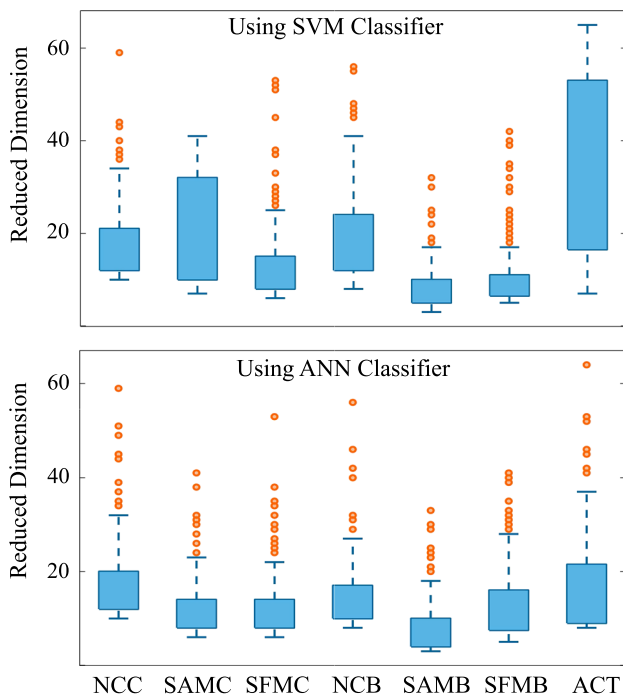 Using SVM Classifier
Reduced Dimension
60
40
20
Using ANN Classifier
Reduced Dimension
60
40
20
NCC SAMC SFMC NCB SAMB SFMB ACT